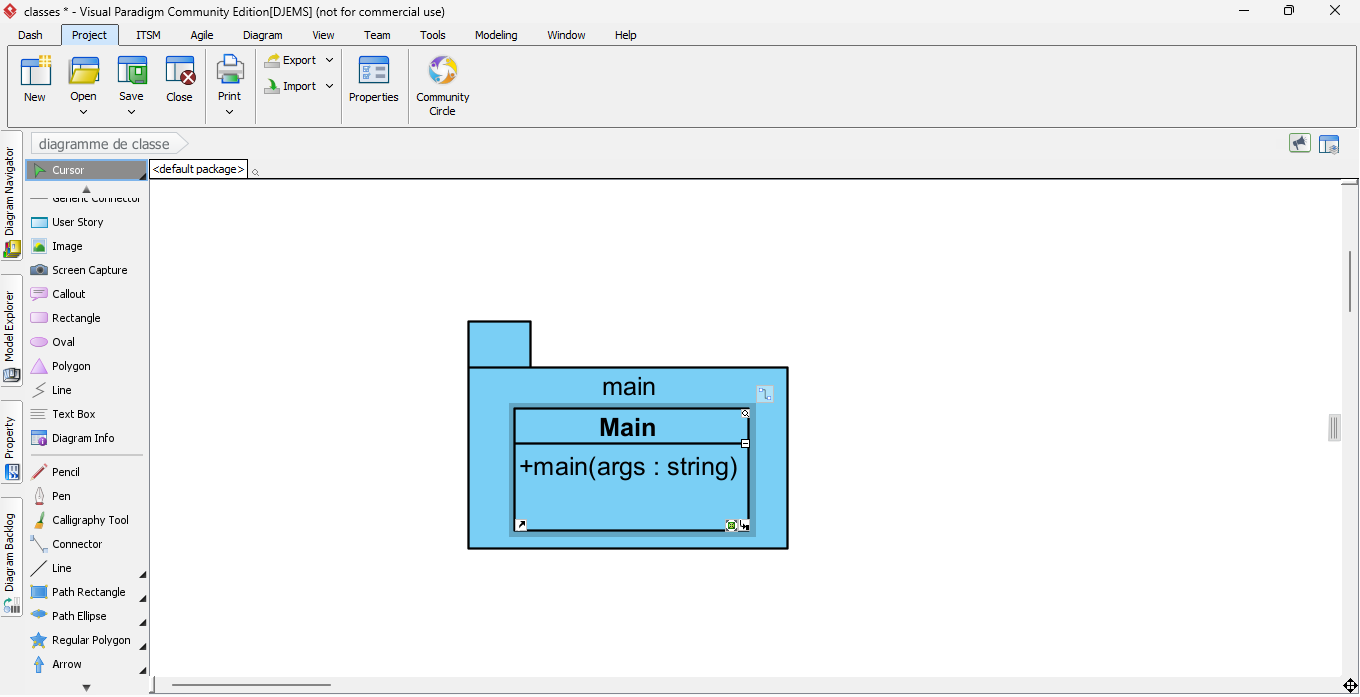 classes * - Visual Paradigm Community Edition[DJEMS] (not for commercial use)
Dash Project ITSM Agile Diagram View Team Tools Modeling Window Help
New Open Save Close Print Export Import Properties Community Circle
diagramme de classe
Diagram Navigator
Model Explorer
Property
Diagram Backlog
Cursor
<default package>
Generic Connector
User Story
Image
Screen Capture
Callout
Rectangle
Oval
Polygon
Line
Text Box
Diagram Info
Pencil
Pen
Calligraphy Tool
Connector
Line
Path Rectangle
Path Ellipse
Regular Polygon
Arrow
main
Main
+main(args : string)